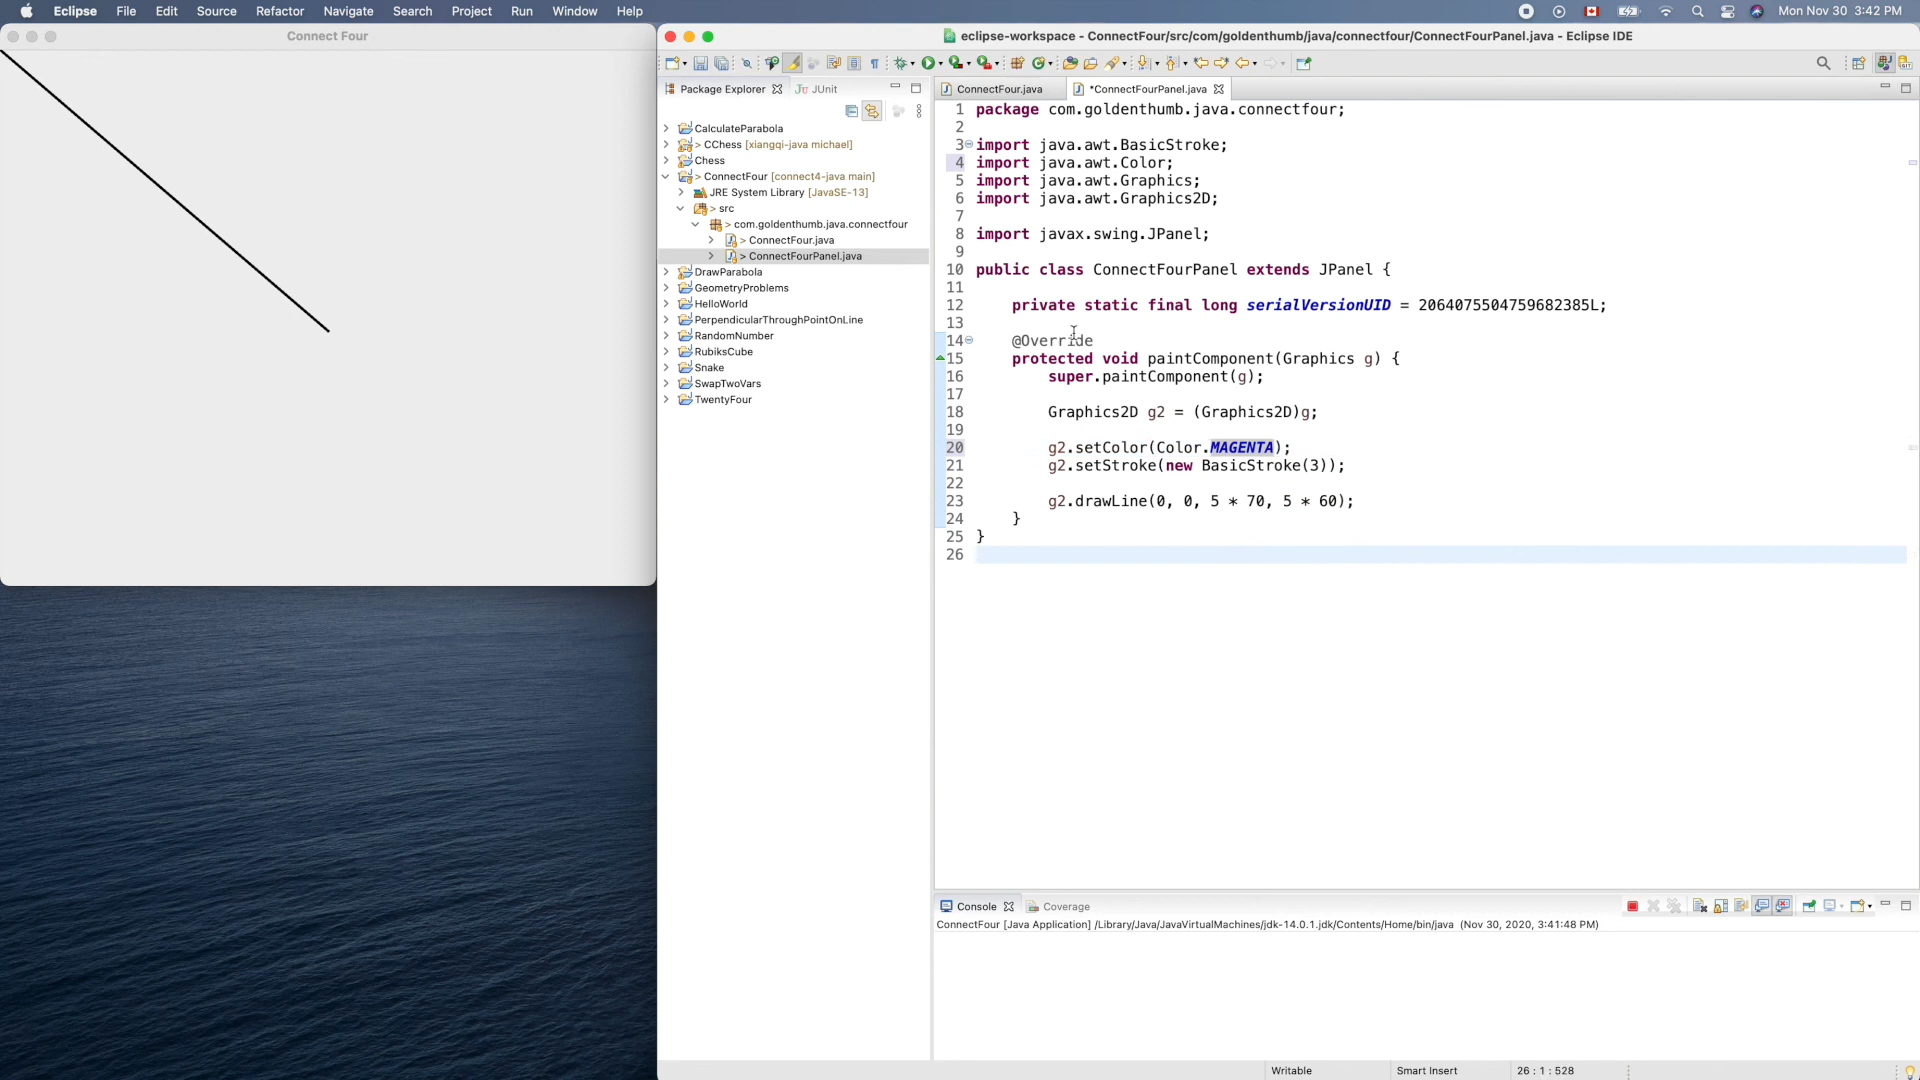 Eclipse File Edit Source Refactor Navigate Search Project Run Window Help Mon Nov 30 3:42 PM
Connect Four
eclipse-workspace - ConnectFour/src/com/goldenthumb/java/connectfour/ConnectFourPanel.java - Eclipse IDE
Package Explorer JUnit
CalculateParabola
> CChess [xiangqi-java michael]
Chess
> ConnectFour [connect4-java main]
JRE System Library [JavaSE-13]
> src
> com.goldenthumb.java.connectfour
> ConnectFour.java
> ConnectFourPanel.java
DrawParabola
GeometryProblems
HelloWorld
PerpendicularThroughPointOnLine
RandomNumber
RubiksCube
Snake
SwapTwoVars
TwentyFour
ConnectFour.java *ConnectFourPanel.java
1 package com.goldenthumb.java.connectfour;
2
3 import java.awt.BasicStroke;
4 import java.awt.Color;
5 import java.awt.Graphics;
6 import java.awt.Graphics2D;
7
8 import javax.swing.JPanel;
9
10 public class ConnectFourPanel extends JPanel {
11
12 private static final long serialVersionUID = 2064075504759682385L;
13
14 @Override
15 protected void paintComponent(Graphics g) {
16 super.paintComponent(g);
17
18 Graphics2D g2 = (Graphics2D)g;
19
20 g2.setColor(Color.MAGENTA);
21 g2.setStroke(new BasicStroke(3));
22
23 g2.drawLine(0, 0, 5 * 70, 5 * 60);
24 }
25 }
26
Console Coverage
ConnectFour [Java Application] /Library/Java/JavaVirtualMachines/jdk-14.0.1.jdk/Contents/Home/bin/java (Nov 30, 2020, 3:41:48 PM)
Writable Smart Insert 26 : 1 : 528